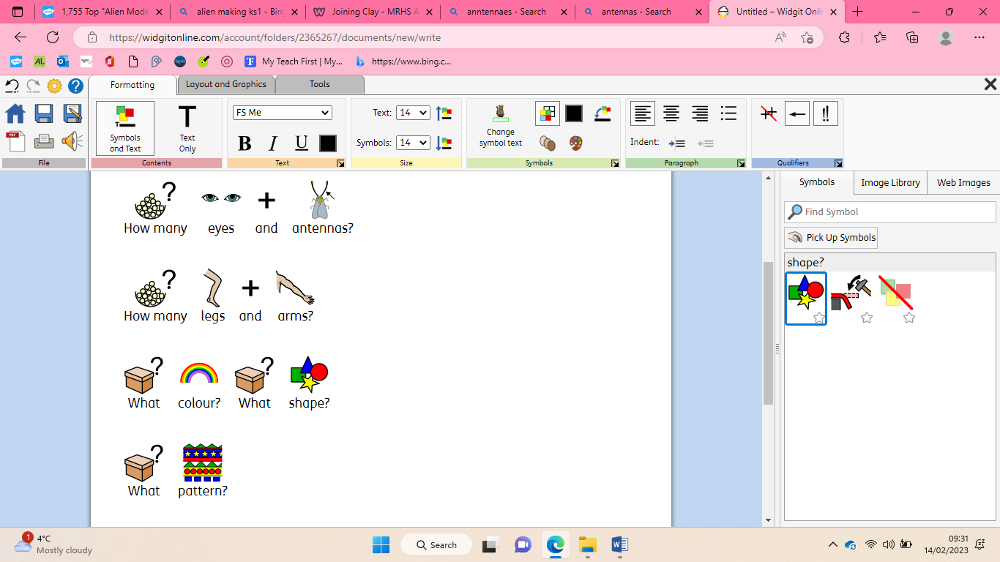 1,755 Top "Alien Mode
alien making ks1 - Bing
Joining Clay - MRHS A
anntennaes - Search
antennas - Search
Untitled – Widgit Onlin
https://widgitonline.com/account/folders/2365267/documents/new/write
My Teach First | My...
https://www.bing.c...
Formatting
Layout and Graphics
Tools
Symbols and Text
Text Only
FS Me
Text: 14
Symbols: 14
Change symbol text
Indent:
File
Contents
Text
Size
Symbols
Paragraph
Qualifiers
How many eyes and antennas?
How many legs and arms?
What colour? What shape?
What pattern?
Symbols
Image Library
Web Images
Find Symbol
Pick Up Symbols
shape?
1
4°C
Mostly cloudy
Search
09:31
14/02/2023